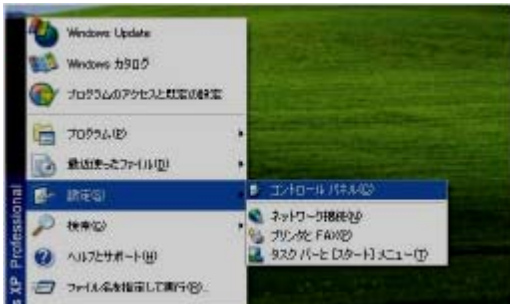 Windows Update
Windows カタログ
プログラムのアクセスと既定の設定
プログラム(P)
最近使ったファイル(D)
設定(S)
コントロール パネル(C)
ネットワーク接続(N)
プリンタと FAX(P)
タスク バーと [スタート] メニュー(T)
検索(C)
ヘルプとサポート(H)
ファイル名を指定して実行(R)...
s XP Professional